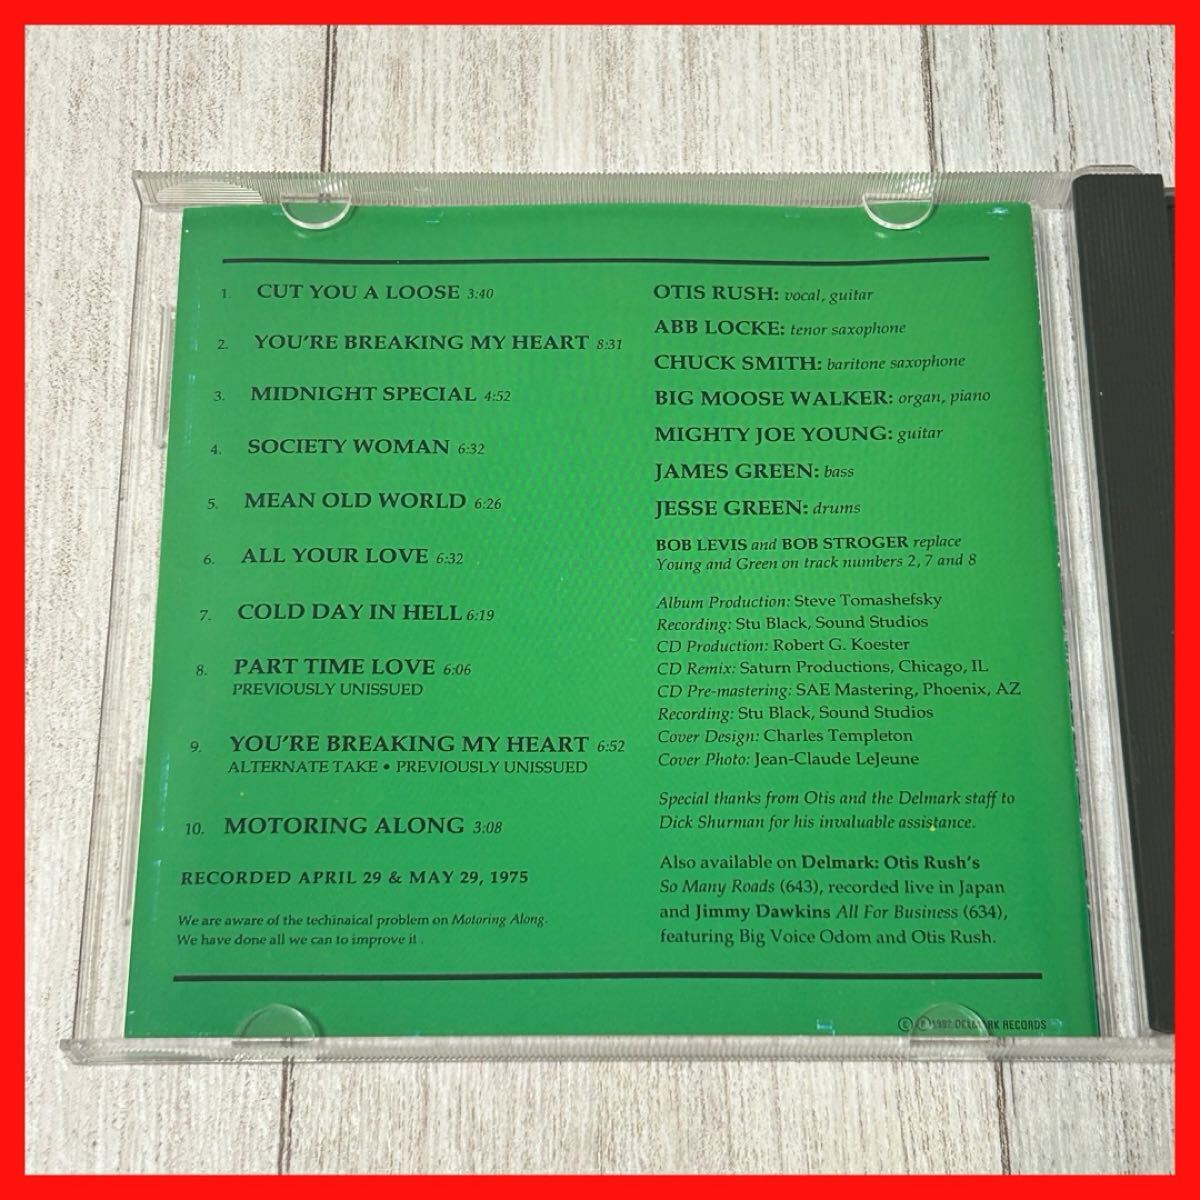 1. CUT YOU A LOOSE 3:40
2. YOU'RE BREAKING MY HEART 8:31
3. MIDNIGHT SPECIAL 4:52
4. SOCIETY WOMAN 6:32
5. MEAN OLD WORLD 6:26
6. ALL YOUR LOVE 6:32
7. COLD DAY IN HELL 6:19
8. PART TIME LOVE 6:06
PREVIOUSLY UNISSUED
9. YOU'RE BREAKING MY HEART 6:52
ALTERNATE TAKE • PREVIOUSLY UNISSUED
10. MOTORING ALONG 3:08
RECORDED APRIL 29 & MAY 29, 1975
We are aware of the techinaical problem on Motoring Along.
We have done all we can to improve it .
OTIS RUSH: vocal, guitar
ABB LOCKE: tenor saxophone
CHUCK SMITH: baritone saxophone
BIG MOOSE WALKER: organ, piano
MIGHTY JOE YOUNG: guitar
JAMES GREEN: bass
JESSE GREEN: drums
BOB LEVIS and BOB STROGER replace
Young and Green on track numbers 2, 7 and 8
Album Production: Steve Tomashefsky
Recording: Stu Black, Sound Studios
CD Production: Robert G. Koester
CD Remix: Saturn Productions, Chicago, IL
CD Pre-mastering: SAE Mastering, Phoenix, AZ
Recording: Stu Black, Sound Studios
Cover Design: Charles Templeton
Cover Photo: Jean-Claude LeJeune
Special thanks from Otis and the Delmark staff to
Dick Shurman for his invaluable assistance.
Also available on Delmark: Otis Rush's
So Many Roads (643), recorded live in Japan
and Jimmy Dawkins All For Business (634),
featuring Big Voice Odom and Otis Rush.
© ℗ 1992 DELMARK RECORDS